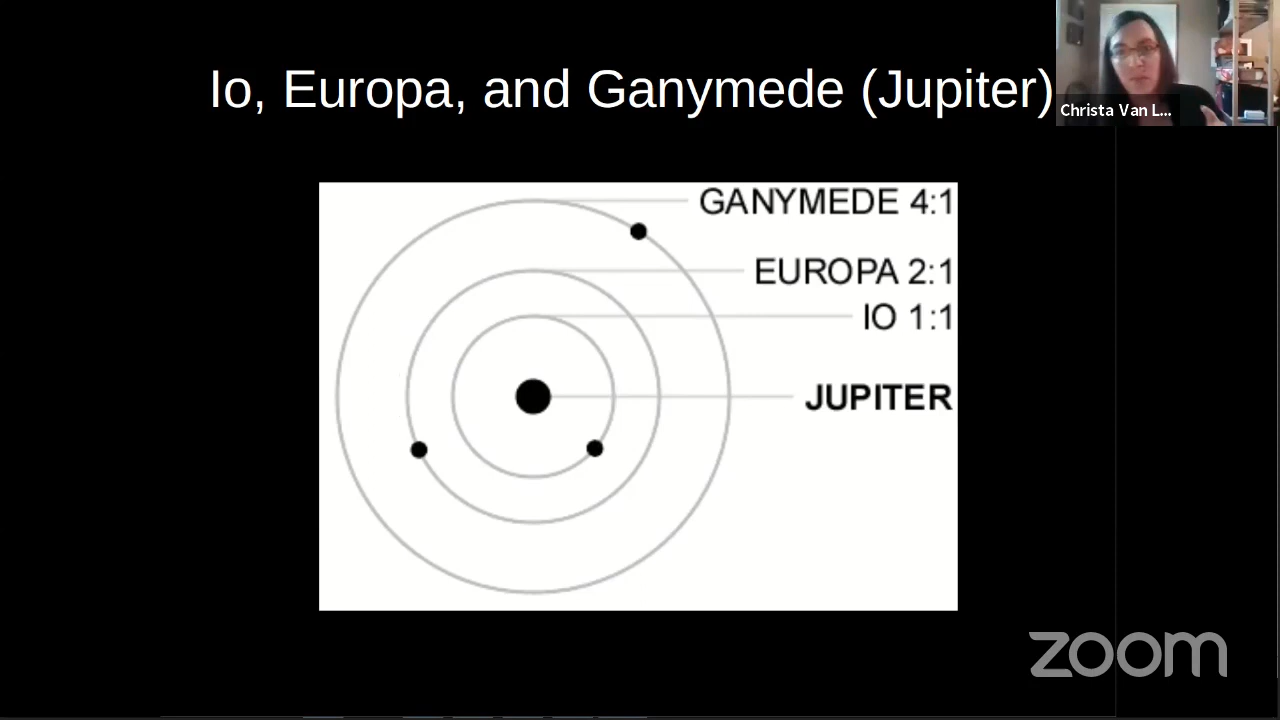 Io, Europa, and Ganymede (Jupiter)
Christa Van L...
GANYMEDE 4:1
EUROPA 2:1
IO 1:1
JUPITER
zoom